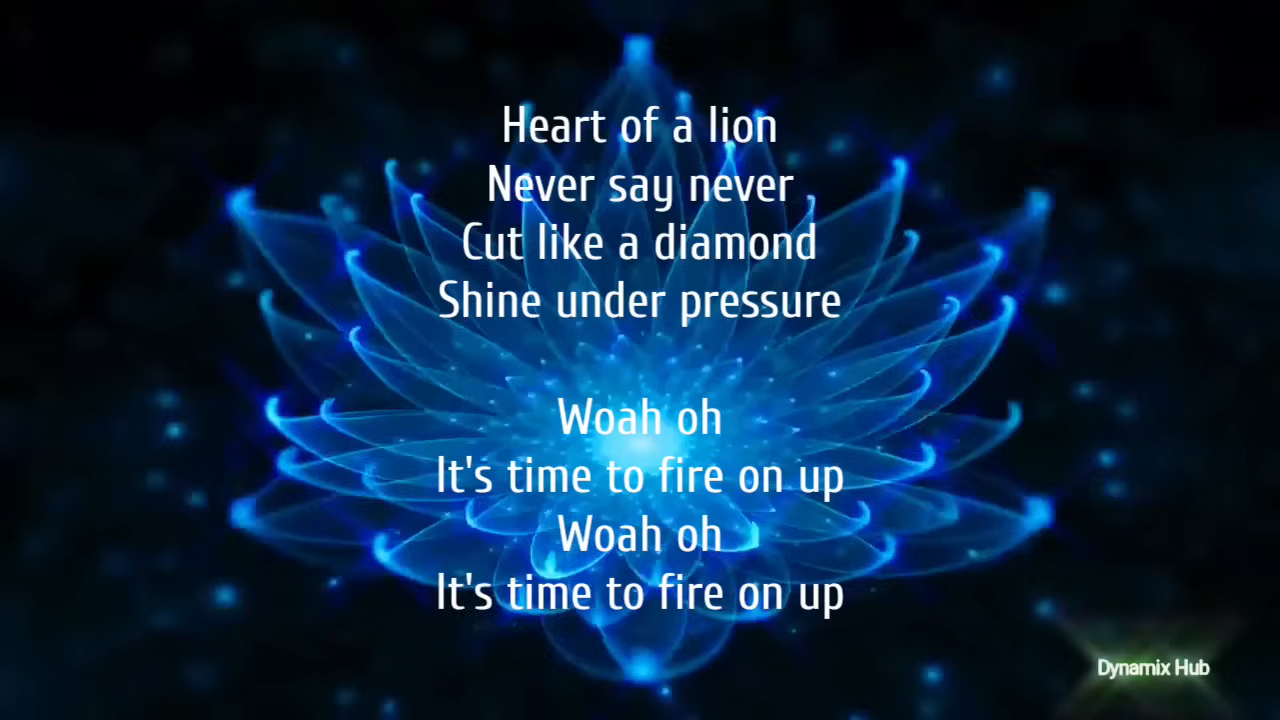 Heart of a lion
Never say never
Cut like a diamond
Shine under pressure
Woah oh
It's time to fire on up
Woah oh
It's time to fire on up
Dynamix Hub